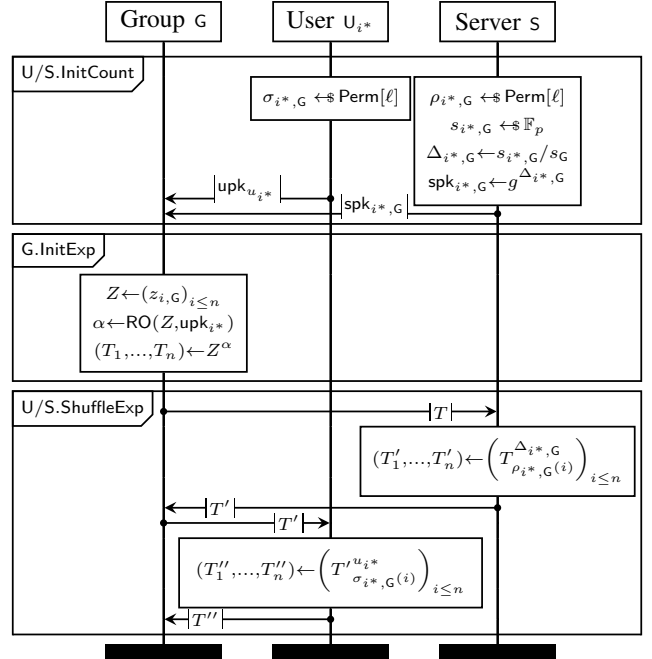 Group G
User U_{i*}
Server S
U/S.InitCount
σ_{i*,G} ←$ Perm[ℓ]
ρ_{i*,G} ←$ Perm[ℓ]
s_{i*,G} ←$ 𝔽_p
Δ_{i*,G}←s_{i*,G}/s_G
spk_{i*,G}←g^{Δ_{i*,G}}
upk_{u_{i*}}
spk_{i*,G}
G.InitExp
Z←(z_{i,G})_{i≤n}
α←RO(Z,upk_{i*})
(T_1,...,T_n)←Z^α
U/S.ShuffleExp
T
(T'_1,...,T'_n)←(T^{Δ_{i*,G}}_{ρ_{i*,G}(i)})_{i≤n}
T'
T'
(T''_1,...,T''_n)←(T'^{u_{i*}}_{σ_{i*,G}(i)})_{i≤n}
T''